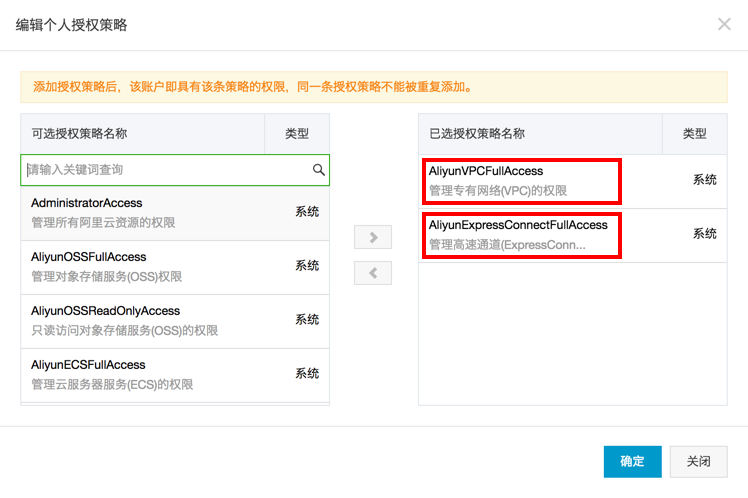 编辑个人授权策略
添加授权策略后，该账户即具有该条策略的权限，同一条授权策略不能被重复添加。
可选授权策略名称 类型
请输入关键词查询
AdministratorAccess
管理所有阿里云资源的权限
系统
AliyunOSSFullAccess
管理对象存储服务(OSS)权限
系统
AliyunOSSReadOnlyAccess
只读访问对象存储服务(OSS)的权限
系统
AliyunECSFullAccess
管理云服务器服务(ECS)的权限
系统
已选授权策略名称 类型
AliyunVPCFullAccess
管理专有网络(VPC)的权限
系统
AliyunExpressConnectFullAccess
管理高速通道(ExpressConn...
系统
确定 关闭